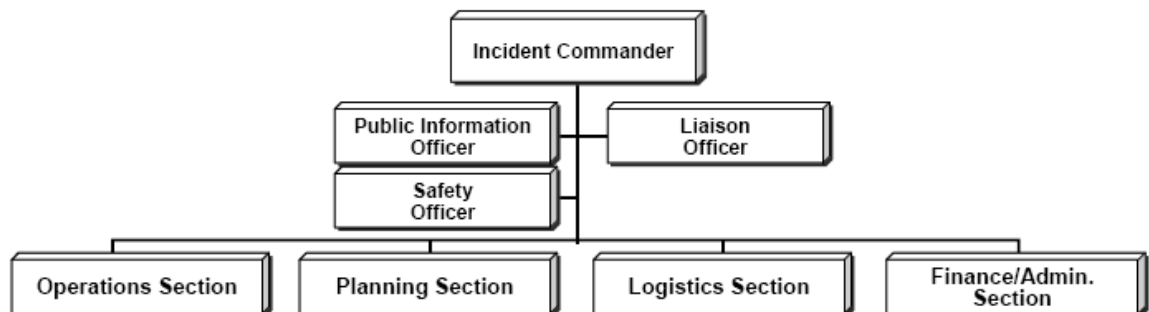 Incident Commander
Public Information
Officer
Liaison
Officer
Safety
Officer
Operations Section
Planning Section
Logistics Section
Finance/Admin.
Section